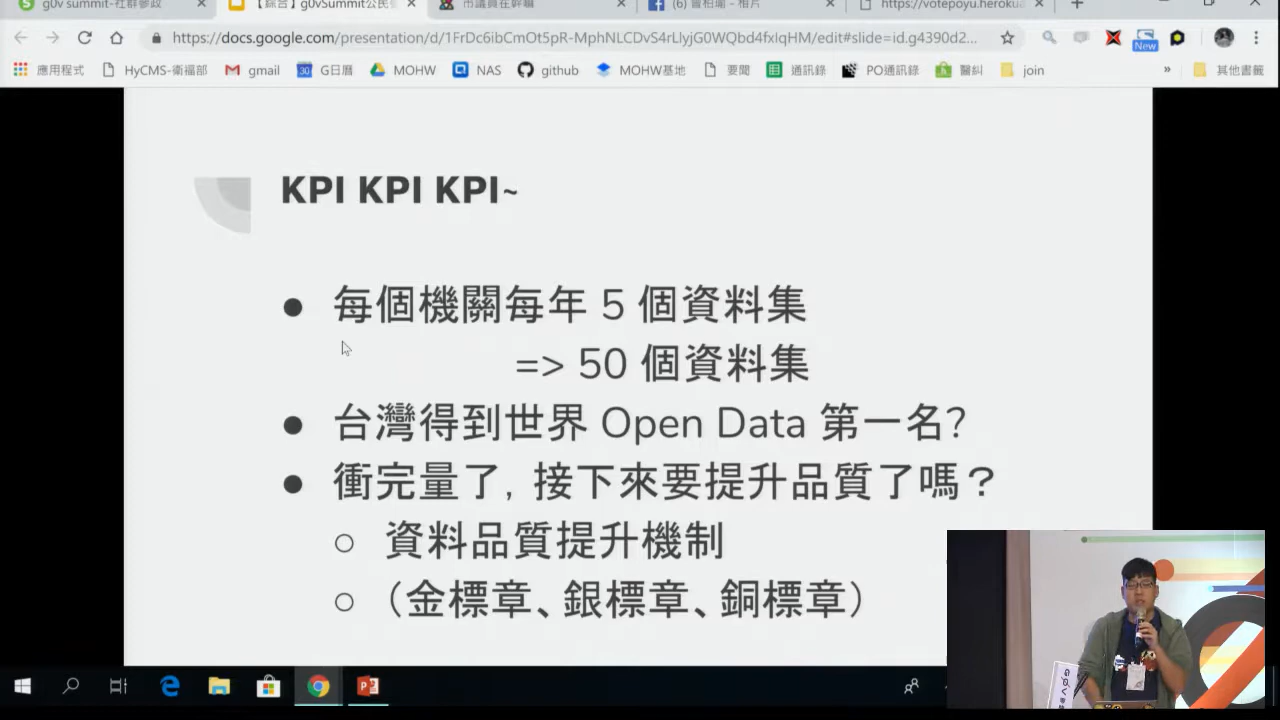 g0v summit-社群參政
【綜合】g0vSummit公民參
市議員在幹嘛
(6) 曾柏瑜 - 相片
https://votepoyu.heroku
https://docs.google.com/presentation/d/1FrDc6ibCmOt5pR-MphNLCDvS4rLlyjG0WQbd4fxIqHM/edit#slide=id.g4390d2...
New
應用程式
HyCMS-衛福部
gmail
30
G日曆
MOHW
NAS
github
MOHW基地
要聞
通訊錄
PO通訊錄
醫糾
join
»
其他書籤
KPI KPI KPI~
● 每個機關每年 5 個資料集
=> 50 個資料集
● 台灣得到世界 Open Data 第一名?
● 衝完量了, 接下來要提升品質了嗎？
○ 資料品質提升機制
○ （金標章、銀標章、銅標章）
g0v